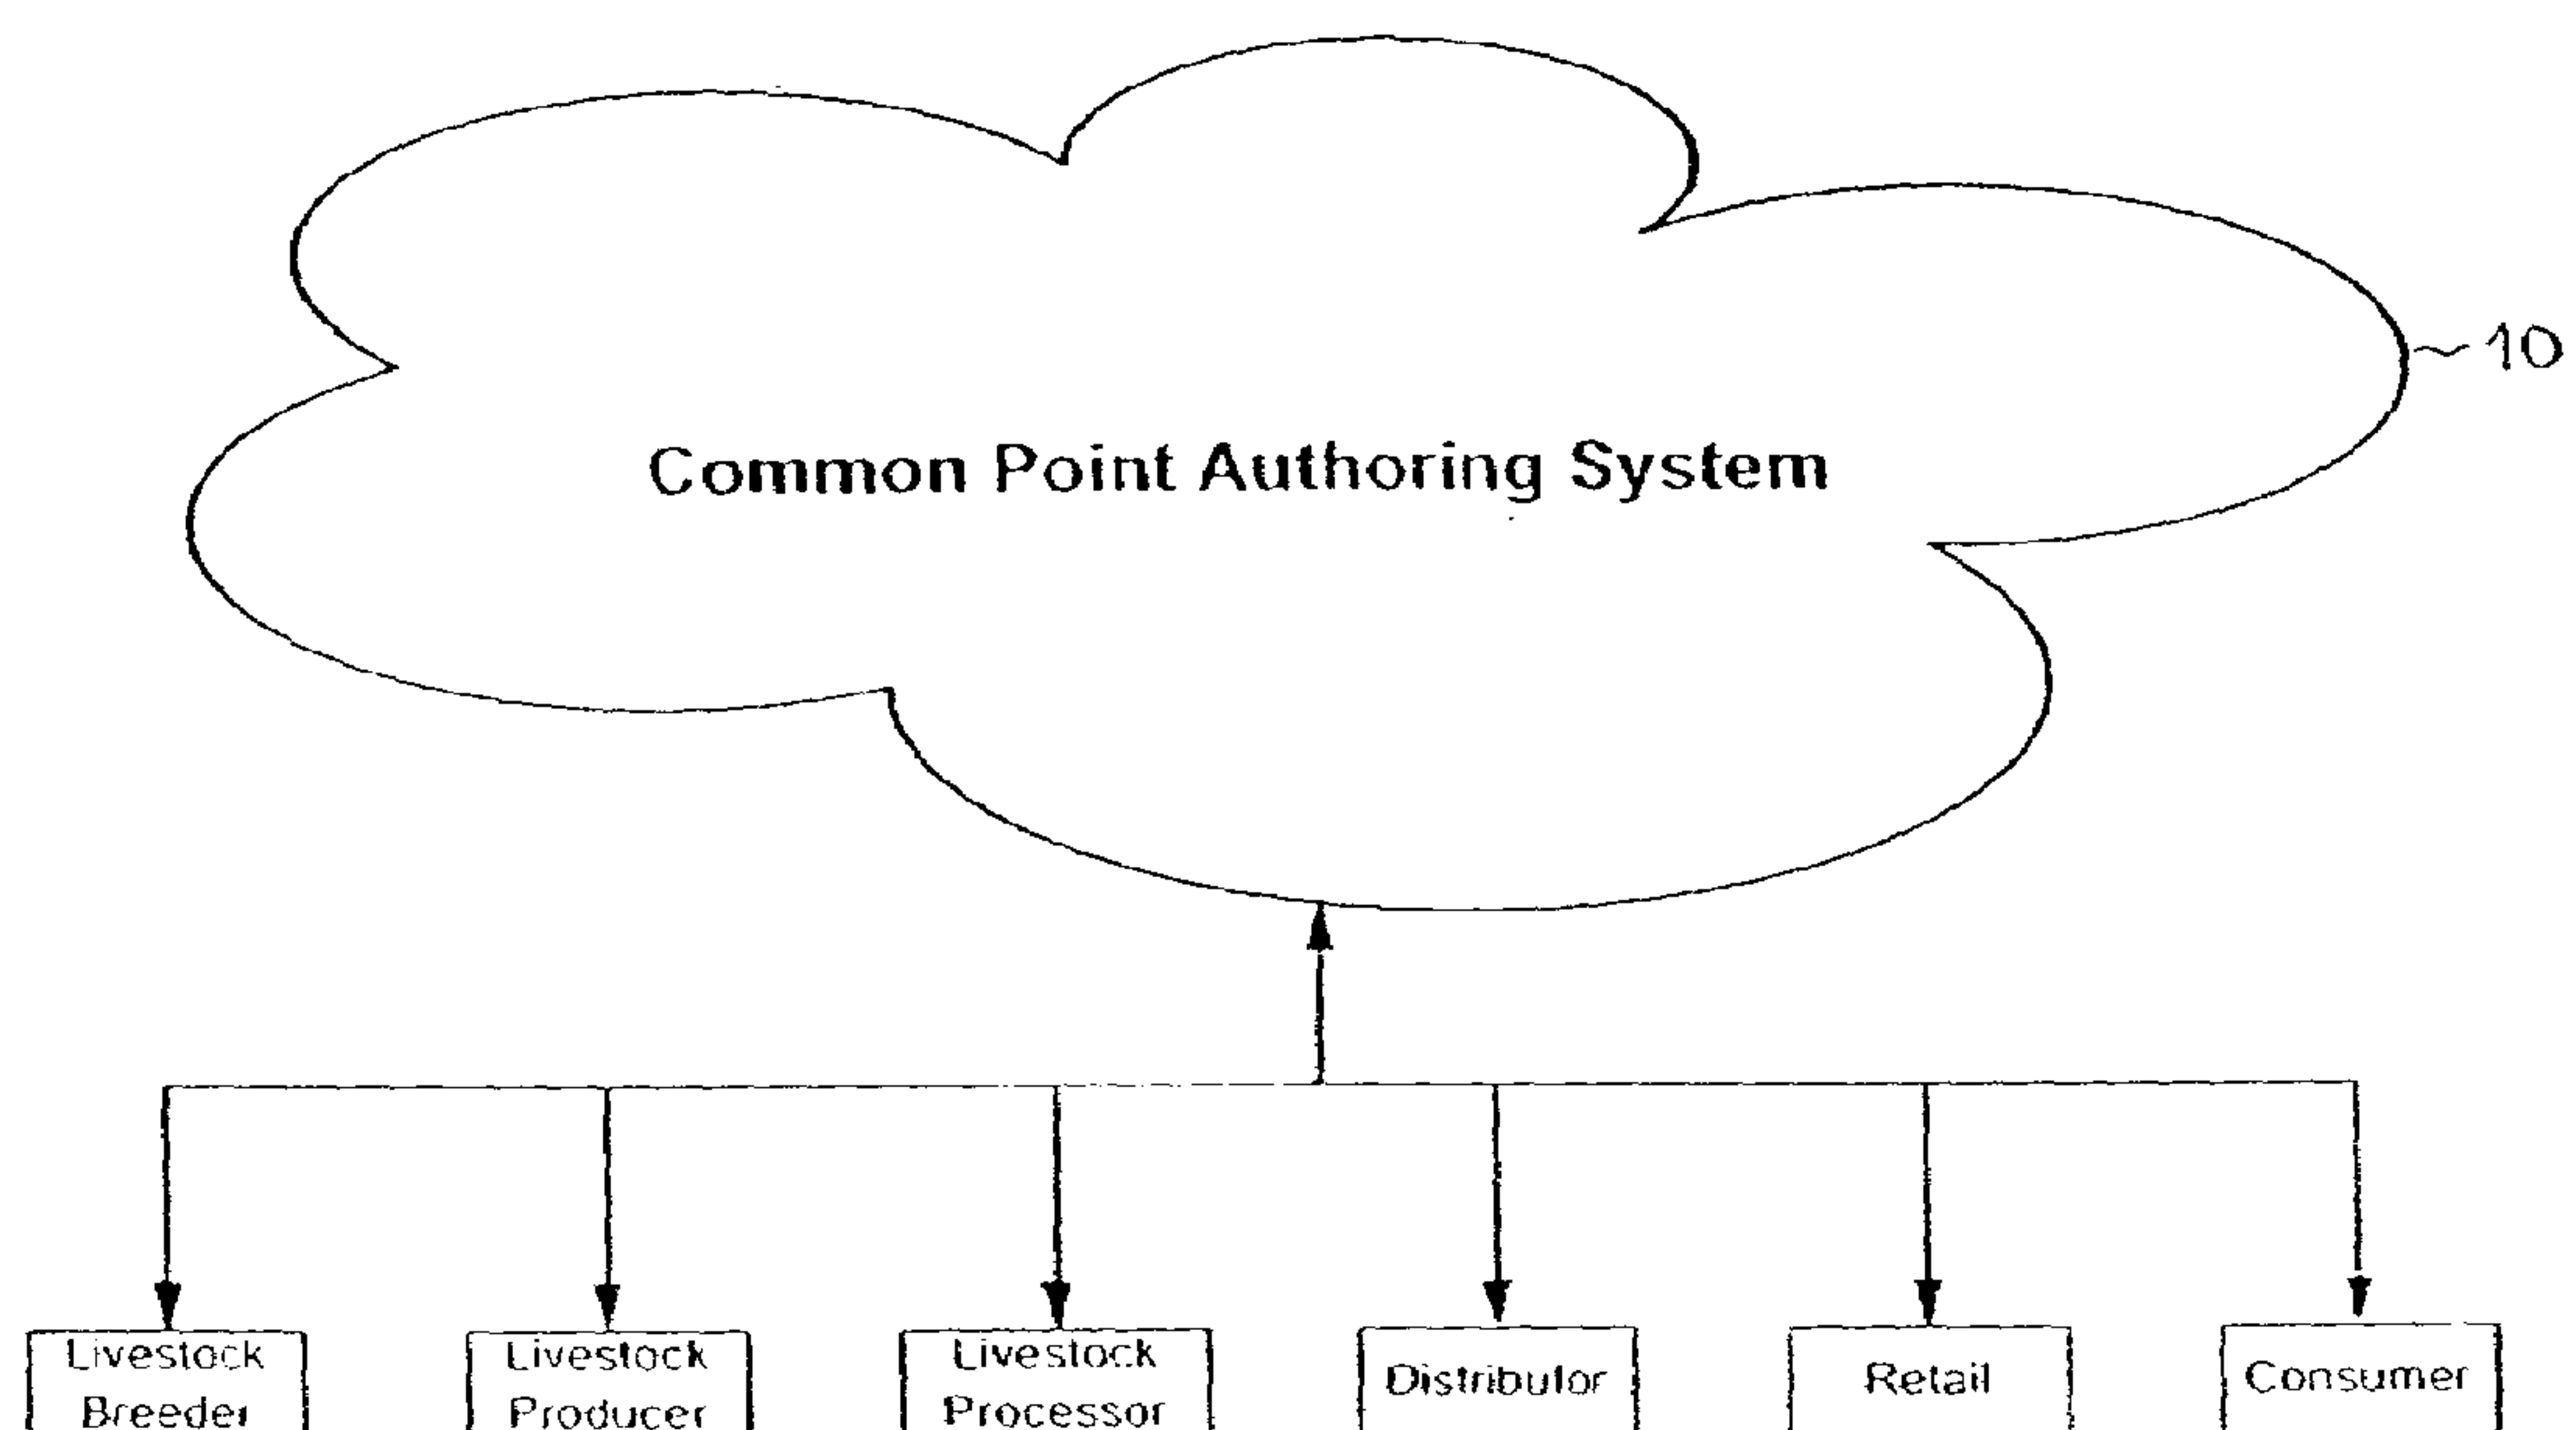 10
Common Point Authoring System
Livestock
Breeder
Livestock
Producer
Livestock
Processor
Distributor
Retail
Consumer